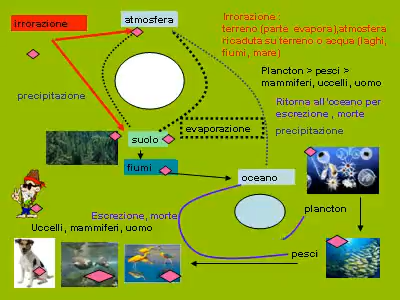 irrorazione
atmosfera
Irrorazione :
terreno(parte evapora),atmosfera
ricaduta su terreno o acqua (laghi,
fiumi, mare)
Plancton > pesci >
mammiferi, uccelli, uomo
precipitazione
Ritorna all'oceano per
escrezione , morte
evaporazione
precipitazione
suolo
fiumi
oceano
plancton
Escrezione, morte
Uccelli, mammiferi, uomo
pesci